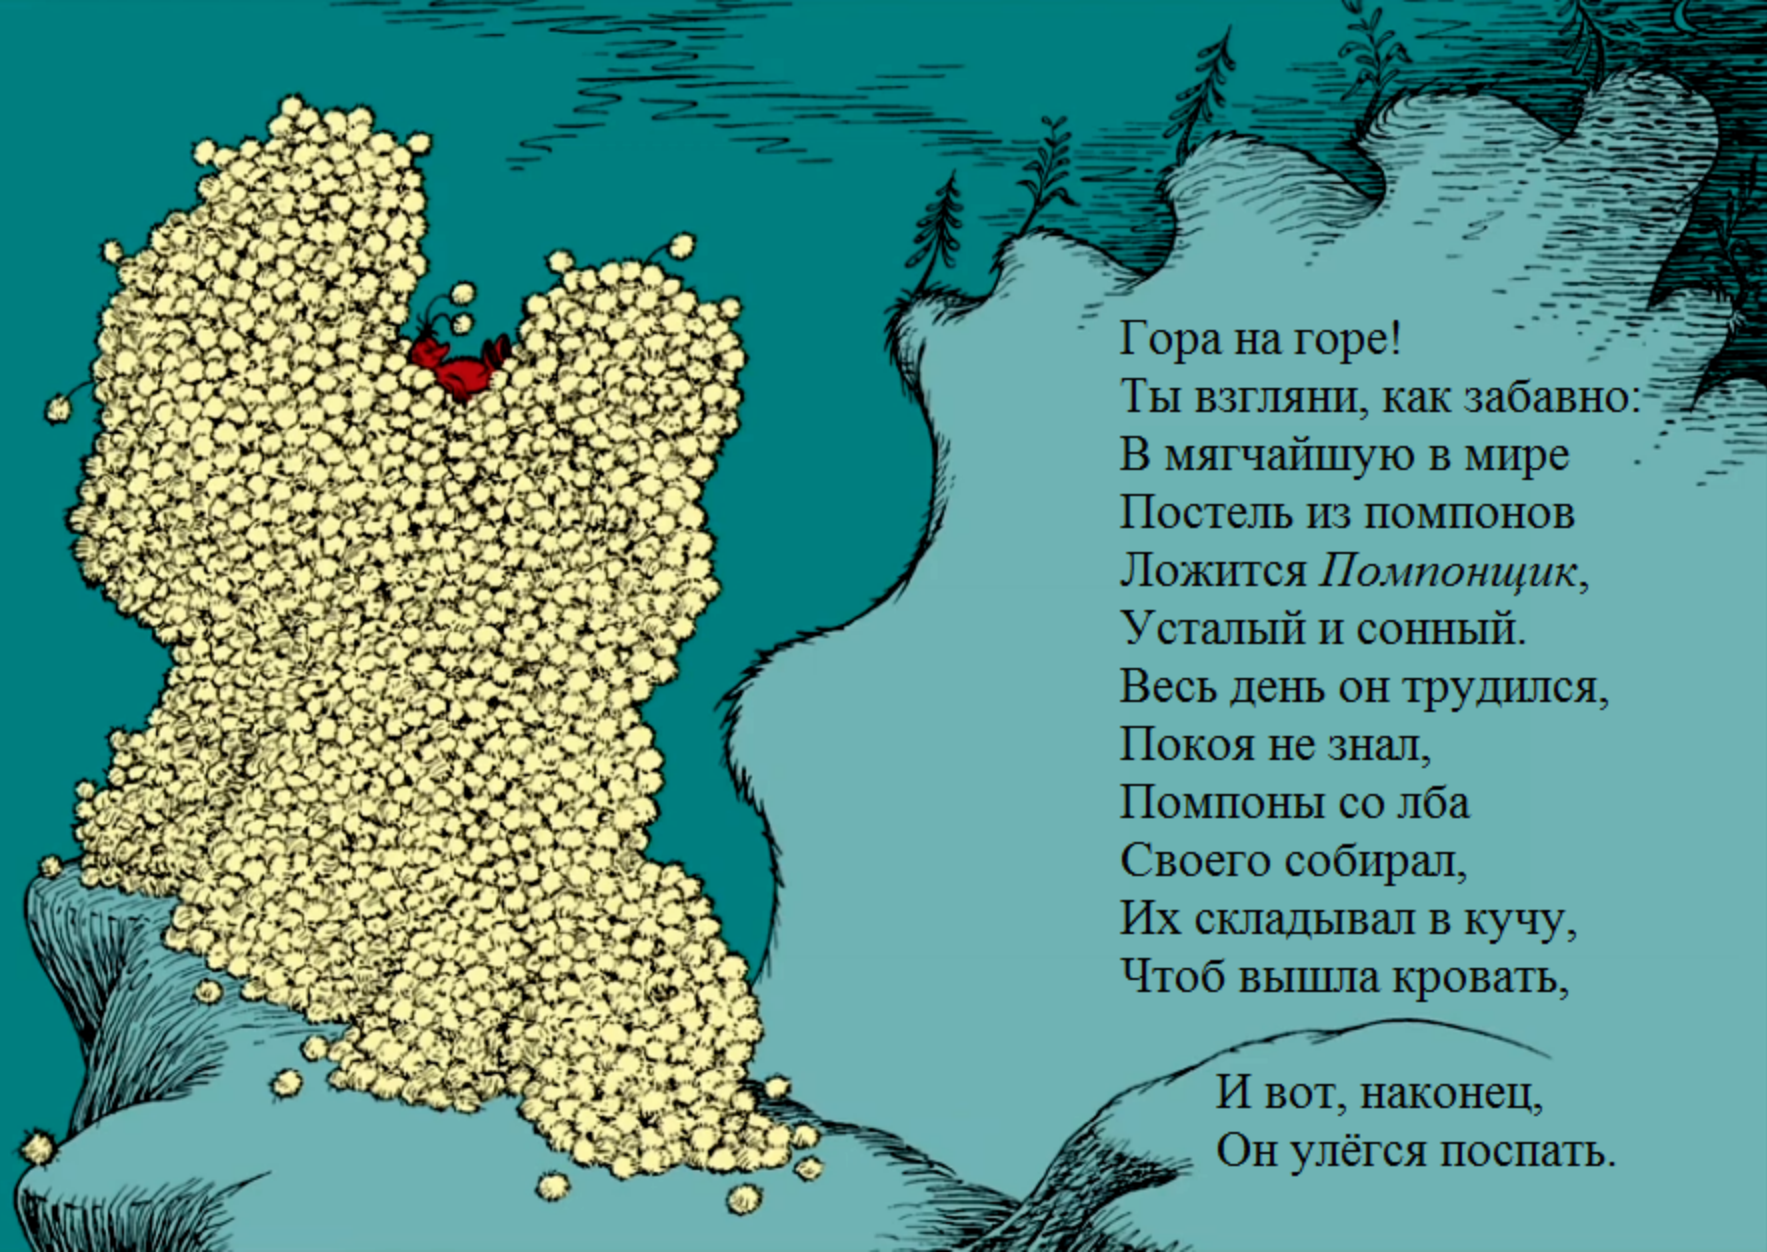 Гора на горе!
Ты взгляни, как забавно:
В мягчайшую в мире
Постель из помпонов
Ложится Помпонщик,
Усталый и сонный.
Весь день он трудился,
Покоя не знал,
Помпоны со лба
Своего собирал,
Их складывал в кучу,
Чтоб вышла кровать,
И вот, наконец,
Он улёгся поспать.